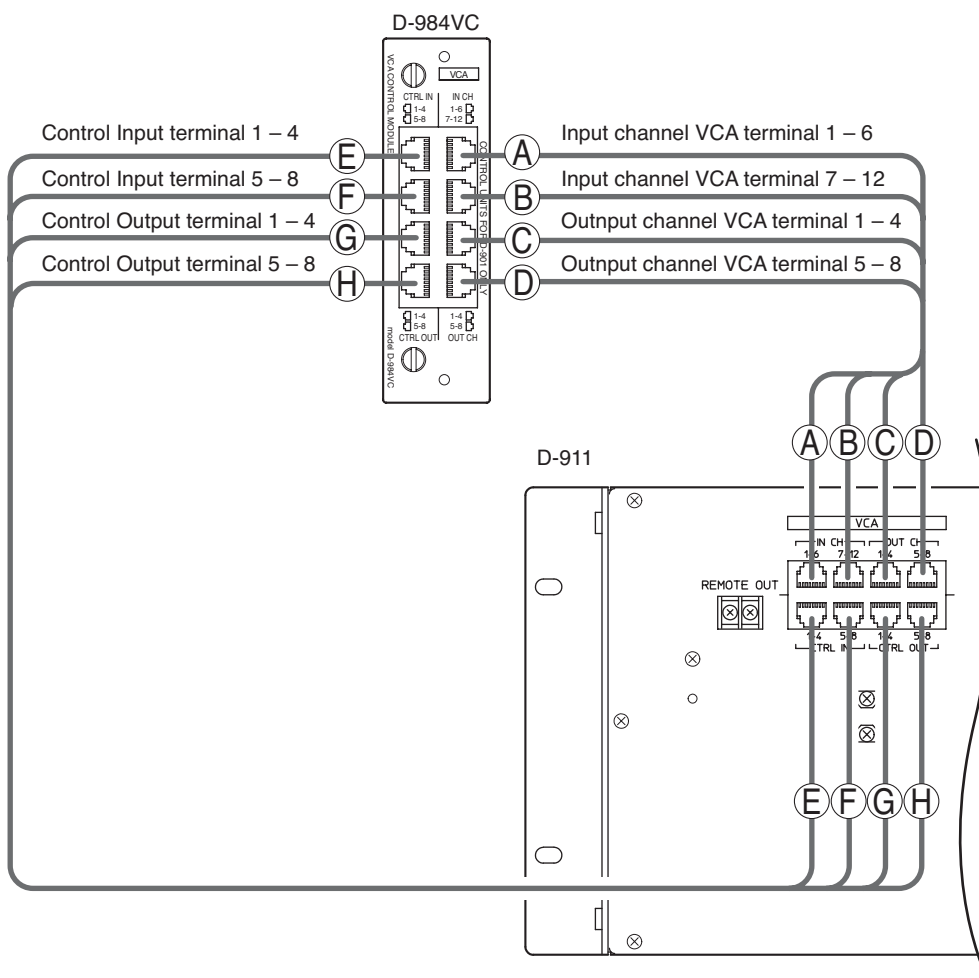 D-984VC
VCA CONTROL MODULE
VCA
CTRL IN
IN CH
1-4
5-8
1-6
7-12
Control Input terminal 1 – 4
E
A
Input channel VCA terminal 1 – 6
Control Input terminal 5 – 8
F
B
Input channel VCA terminal 7 – 12
Control Output terminal 1 – 4
G
C
Outnput channel VCA terminal 1 – 4
Control Output terminal 5 – 8
H
D
Outnput channel VCA terminal 5 – 8
CONTROL UNITS FOR D-901 ONLY
1-4
5-8
1-4
5-8
CTRL OUT
OUT CH
model D-984VC
A B C D
D-911
VCA
IN CH
OUT CH
1-6
7-12
1-4
5-8
REMOTE OUT
1-4
5-8
1-4
5-8
CTRL IN
CTRL OUT
E F G H